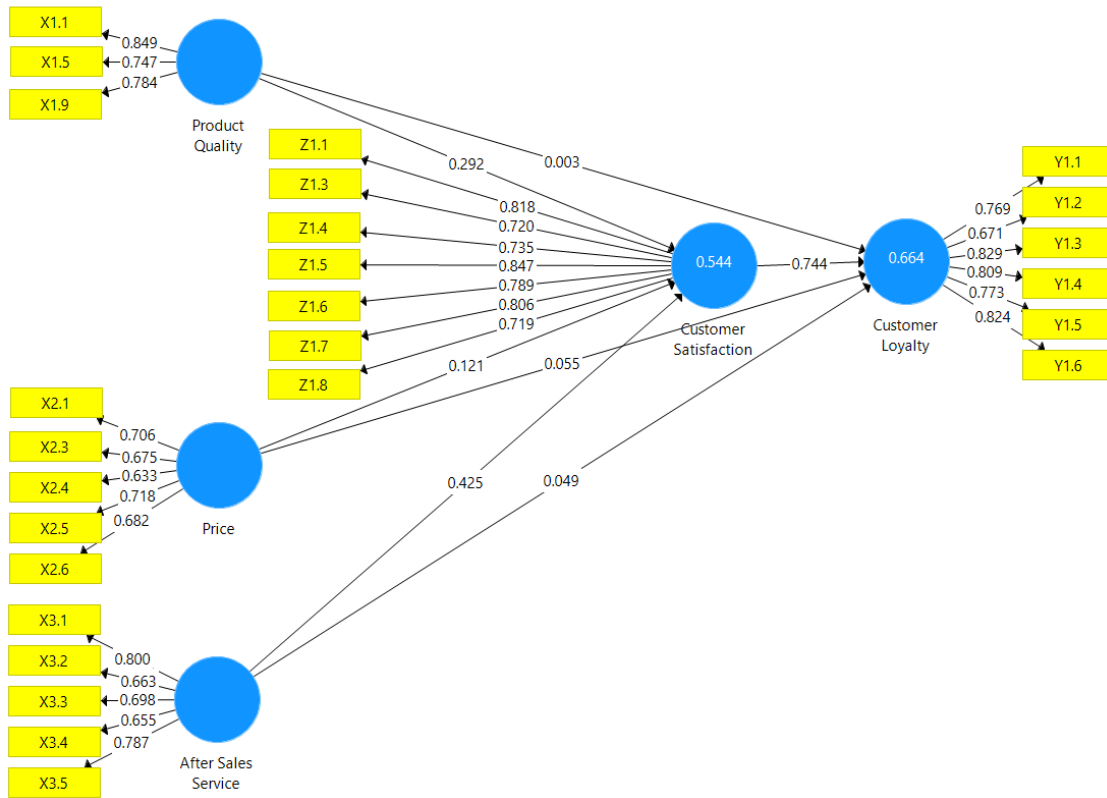 X1.1
0.849
X1.5
0.747
X1.9
0.784
Product
Quality
0.292
0.003
Z1.1
Z1.3
Z1.4
Z1.5
Z1.6
Z1.7
Z1.8
0.818
0.720
0.735
0.847
0.789
0.806
0.719
0.544
Customer
Satisfaction
0.744
0.664
Customer
Loyalty
Y1.1
0.769
Y1.2
0.671
Y1.3
0.829
Y1.4
0.809
Y1.5
0.773
Y1.6
0.824
0.121
0.055
X2.1
0.706
X2.3
0.675
X2.4
0.633
X2.5
0.718
X2.6
0.682
Price
0.425
0.049
X3.1
0.800
X3.2
0.663
X3.3
0.698
X3.4
0.655
X3.5
0.787
After Sales
Service